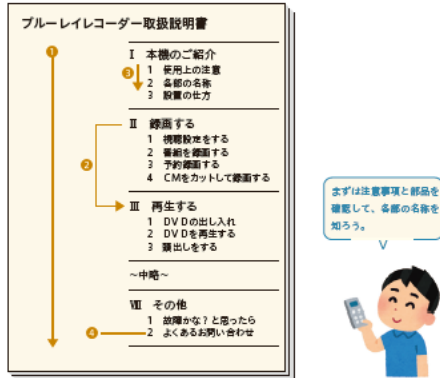 ブルーレイレコーダー取扱説明書
❶
Ⅰ 本機のご紹介
❸
1 使用上の注意
2 各部の名称
3 設置の仕方
Ⅱ 録画する
1 視聴設定をする
2 番組を録画する
3 予約録画する
4 CMをカットして録画する
❷
Ⅲ 再生する
1 DVDの出し入れ
2 DVDを再生する
3 頭出しをする
～中略～
Ⅶ その他
1 故障かな？と思ったら
❹
2 よくあるお問い合わせ
まずは注意事項と部品を
確認して、各部の名称を
知ろう。